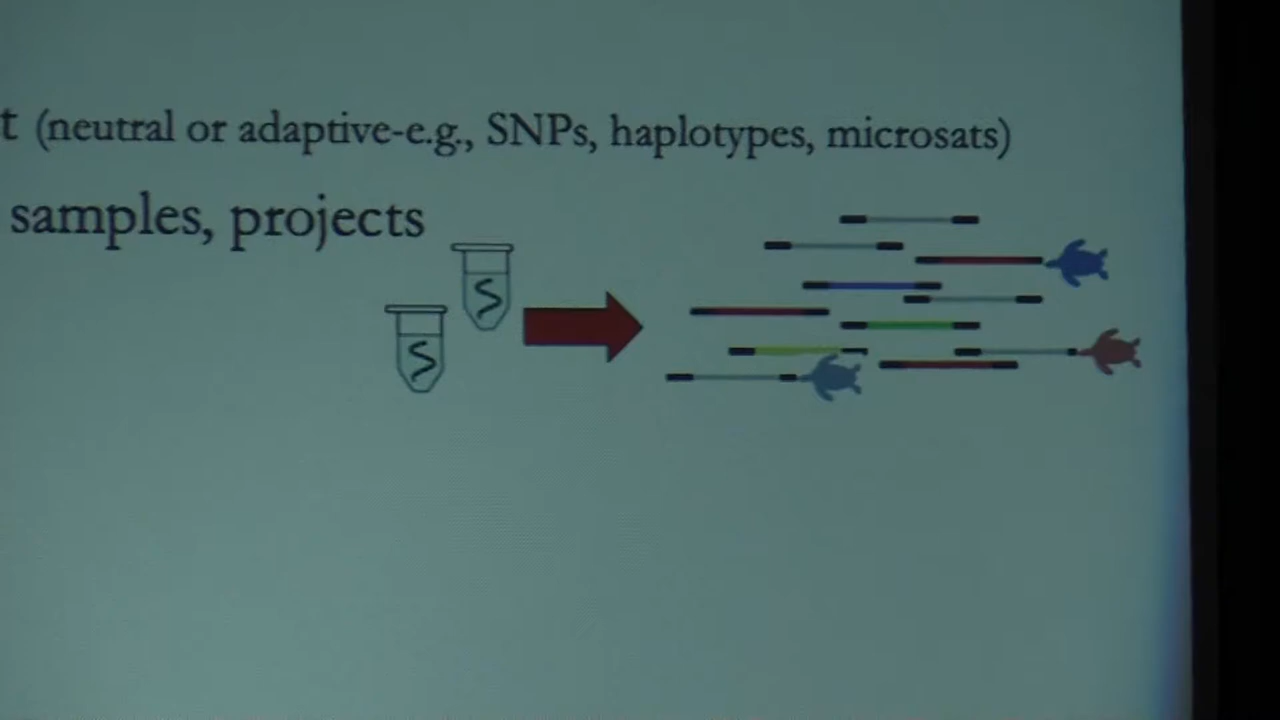 t (neutral or adaptive-e.g., SNPs, haplotypes, microsats)
samples, projects